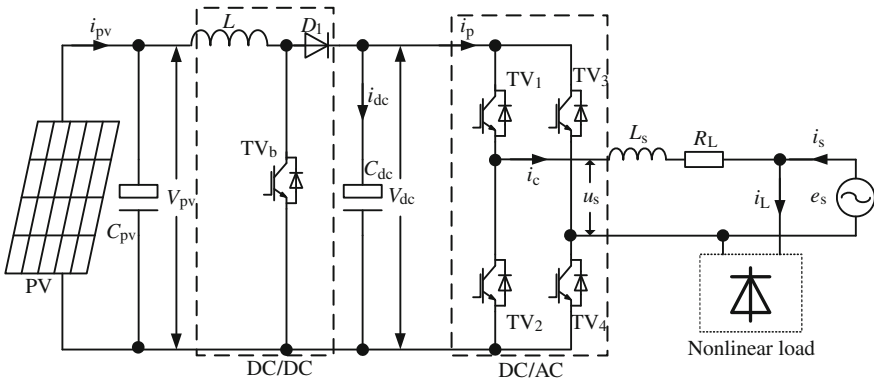 i_pv
L
D_1
i_p
TV_1
TV_3
i_dc
L_s
R_L
i_s
TV_b
C_dc
i_c
V_pv
V_dc
u_s
i_L
e_s
C_pv
PV
TV_2
TV_4
Nonlinear load
DC/DC
DC/AC